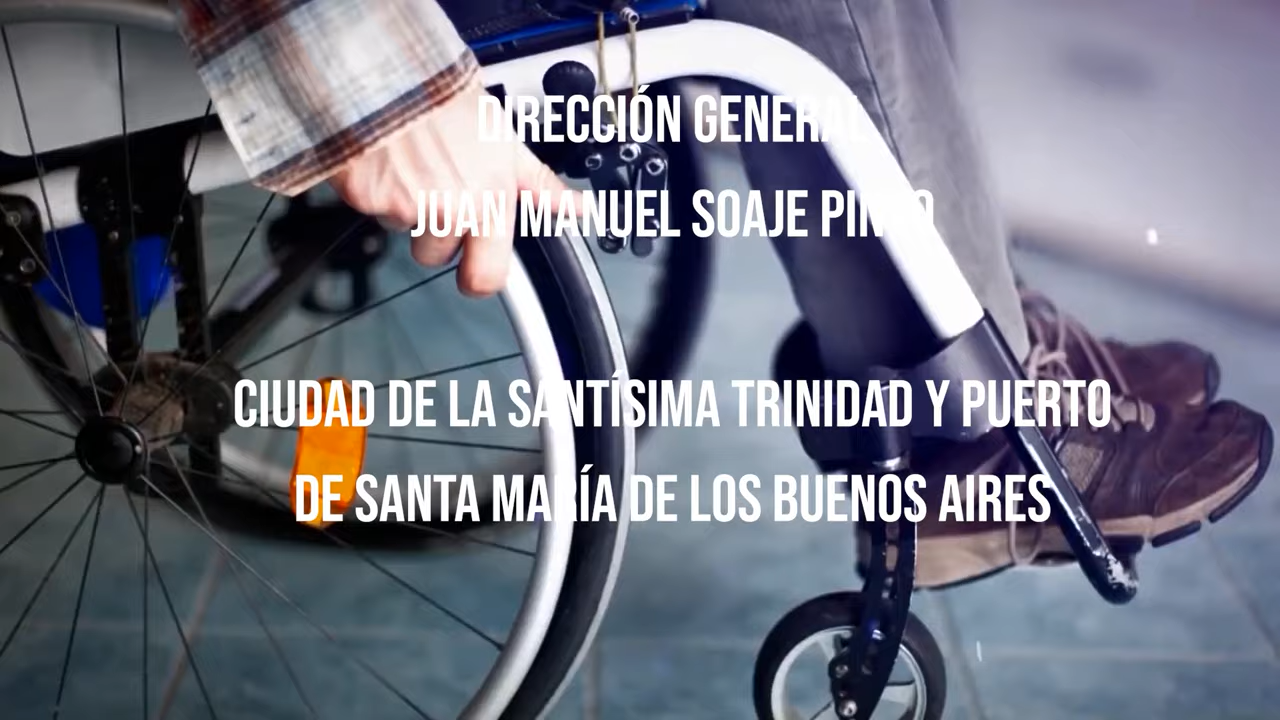 DIRECCIÓN GENERAL
JUAN MANUEL SOAJE PINTO
CIUDAD DE LA SANTÍSIMA TRINIDAD Y PUERTO
DE SANTA MARÍA DE LOS BUENOS AIRES